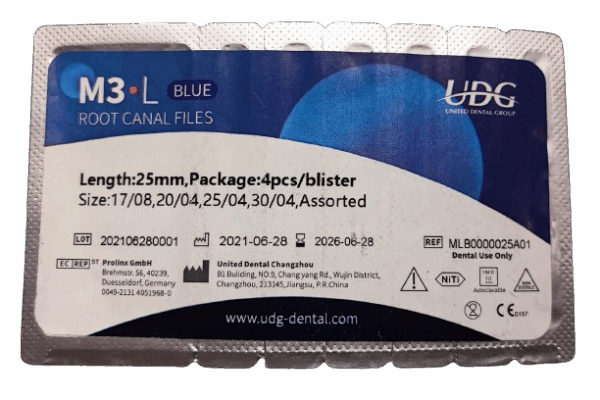 M3·L BLUE
ROOT CANAL FILES
UDG
UNITED DENTAL GROUP
Length:25mm,Package:4pcs/blister
Size:17/08,20/04,25/04,30/04,Assorted
LOT 202106280001 2021-06-28 2026-06-28
REF MLB0000025A01
Dental Use Only
EC REP
Prolinx GmbH
Brehmstr. 56, 40239,
Duesseldorf, Germany
0049-2131 4051968-0
United Dental Changzhou
B1 Building, NO.9, Chang yang Rd., Wujin District,
Changzhou, 213145, Jiangsu, P.R.China
NiTi
CE 0197
www.udg-dental.com